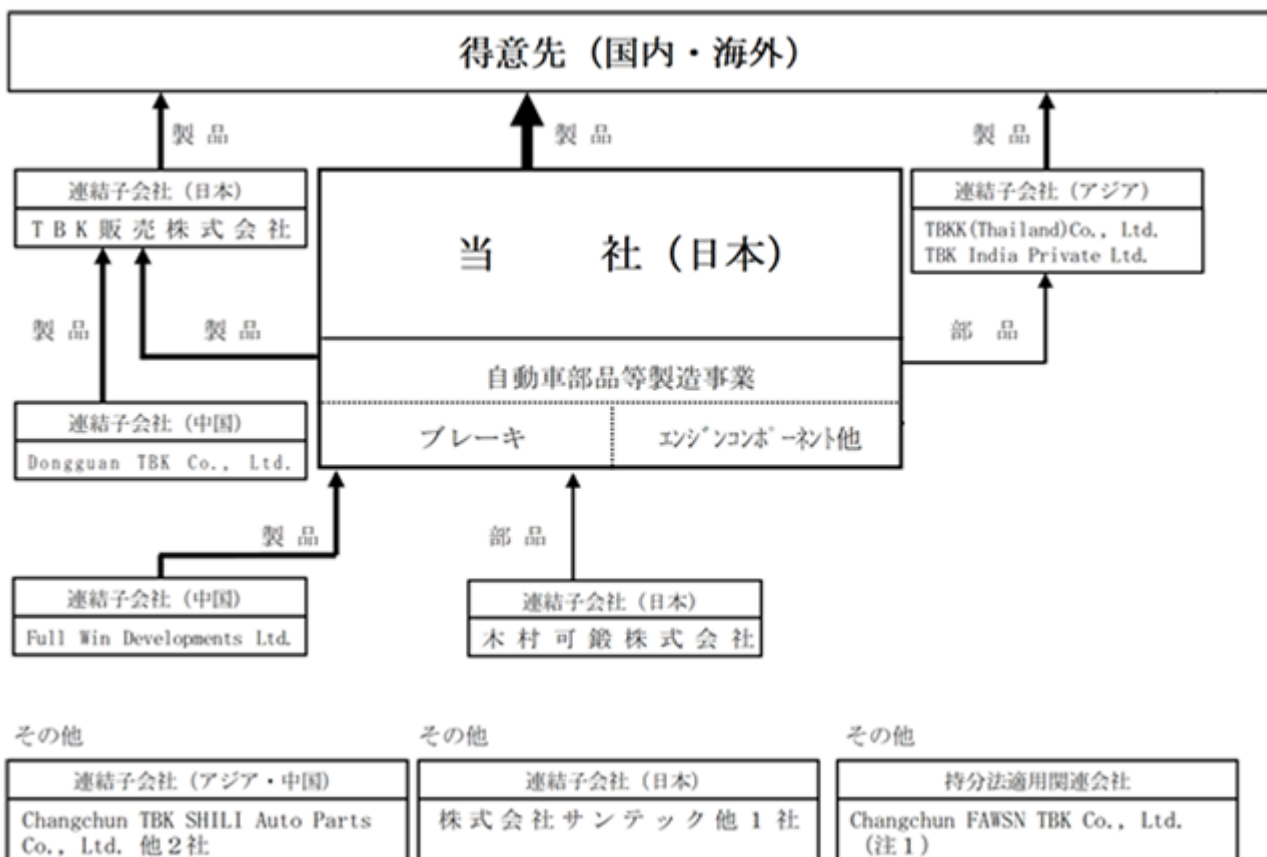 得意先（国内・海外）
製品
製品
製品
連結子会社（日本）
TBK販売株式会社
当社（日本）
連結子会社（アジア）
TBKK(Thailand)Co., Ltd.
TBK India Private Ltd.
製品
製品
部品
自動車部品等製造事業
ブレーキ
エンジンコンポーネント他
連結子会社（中国）
Dongguan TBK Co., Ltd.
製品
部品
連結子会社（中国）
Full Win Developments Ltd.
連結子会社（日本）
木村可鍛株式会社
その他
連結子会社（アジア・中国）
Changchun TBK SHILI Auto Parts
Co., Ltd. 他2社
その他
連結子会社（日本）
株式会社サンテック他1社
その他
持分法適用関連会社
Changchun FAWSN TBK Co., Ltd.
（注1）